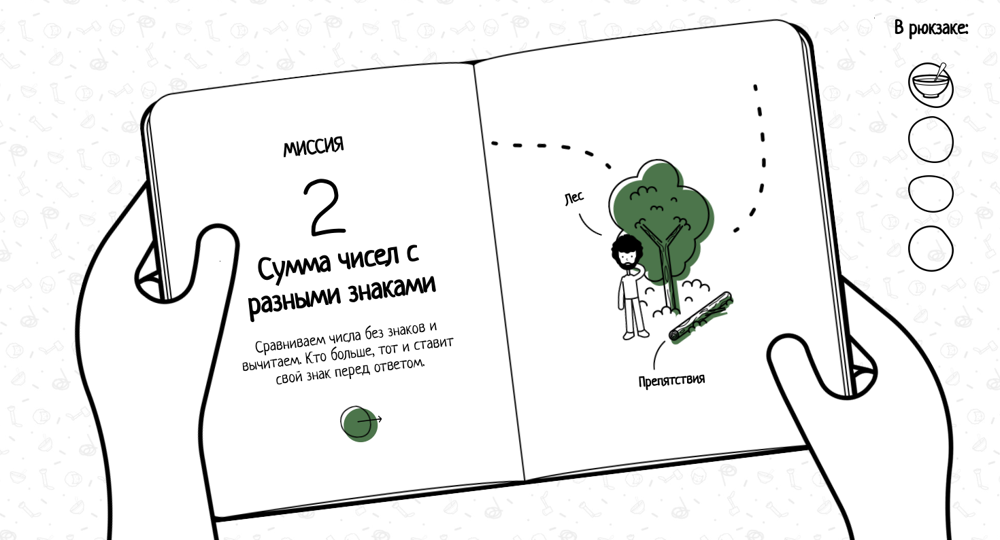 В рюкзаке:
МИССИЯ
2
Сумма чисел с
разными знаками
Сравниваем числа без знаков и
вычитаем. Кто больше, тот и ставит
свой знак перед ответом.
Лес
Препятствия